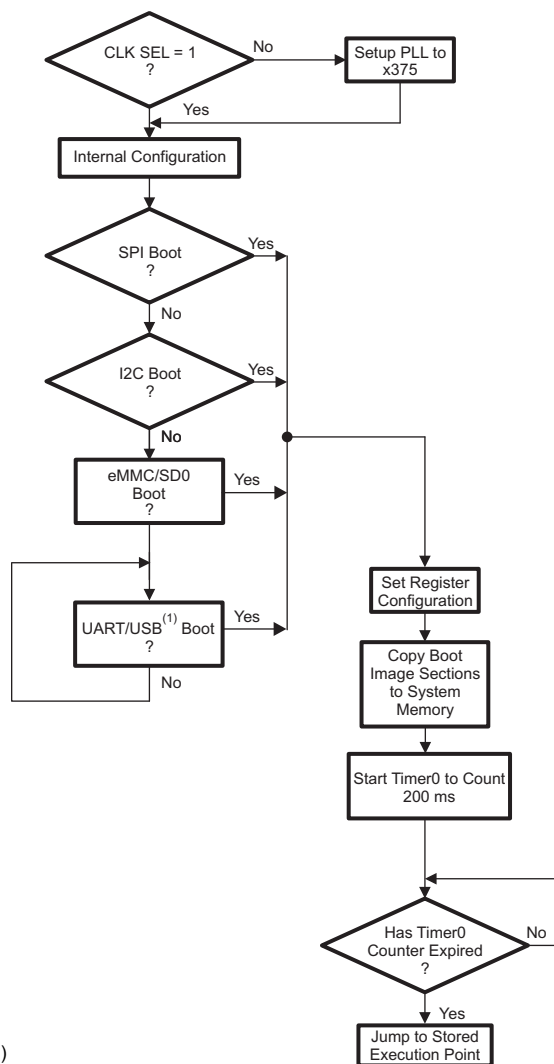 CLK SEL = 1
?
No
Setup PLL to
x375
Yes
Internal Configuration
SPI Boot
?
Yes
No
I2C Boot
?
Yes
No
eMMC/SD0
Boot
?
Yes
UART/USB(1) Boot
?
Yes
No
Set Register
Configuration
Copy Boot
Image Sections
to System
Memory
Start Timer0 to Count
200 ms
Has Timer0
Counter Expired
?
No
Yes
Jump to Stored
Execution Point
)